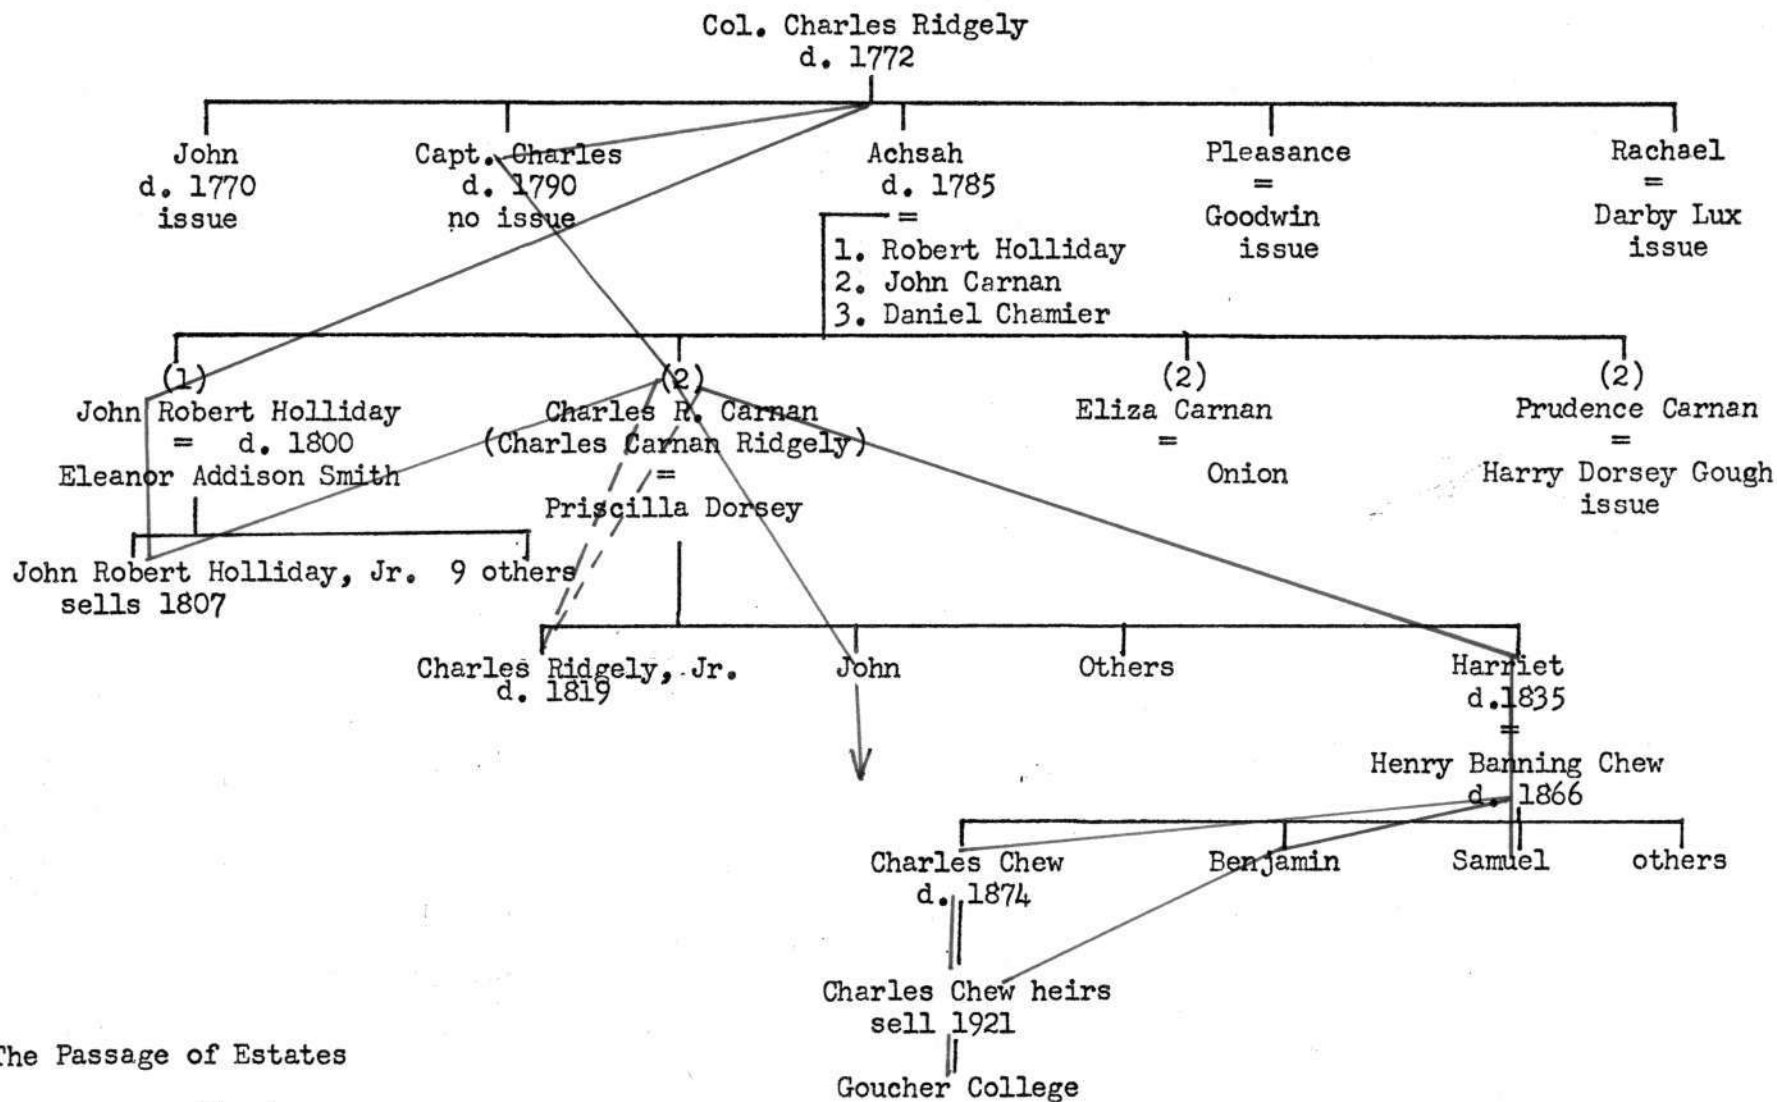 Col. Charles Ridgely
d. 1772
John
d. 1770
issue
Capt. Charles
d. 1790
no issue
Achsah
d. 1785
=
1. Robert Holliday
2. John Carnan
3. Daniel Chamier
Pleasance
=
Goodwin
issue
Rachael
=
Darby Lux
issue
(1)
John Robert Holliday
= d. 1800
Eleanor Addison Smith
(2)
Charles R. Carnan
(Charles Carnan Ridgely)
=
Priscilla Dorsey
(2)
Eliza Carnan
=
Onion
(2)
Prudence Carnan
=
Harry Dorsey Gough
issue
John Robert Holliday, Jr. 9 others
sells 1807
Charles Ridgely, Jr.
d. 1819
John
Others
Harriet
d.1835
=
Henry Banning Chew
d. 1866
Charles Chew
d. 1874
Benjamin
Samuel
others
Charles Chew heirs
sell 1921
Goucher College
The Passage of Estates